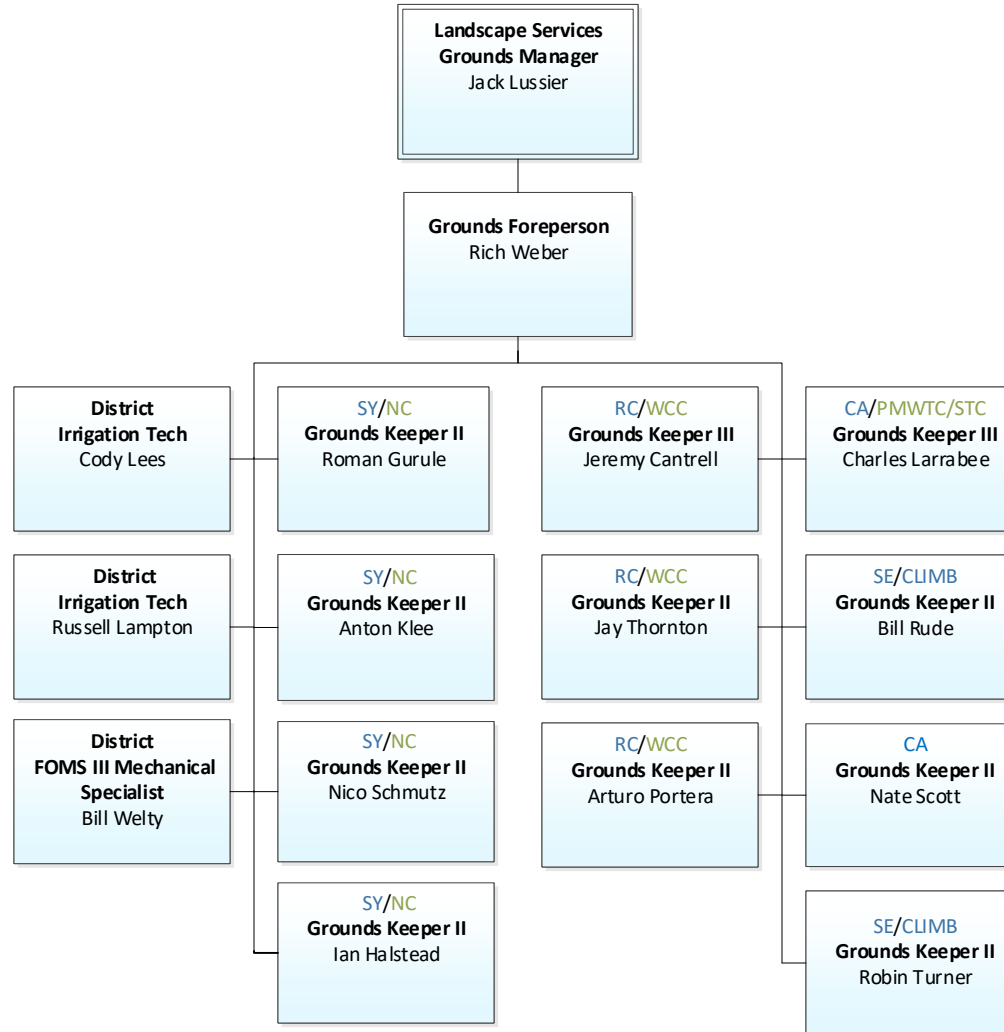 Landscape Services
Grounds Manager
Jack Lussier
Grounds Foreperson
Rich Weber
District
Irrigation Tech
Cody Lees
SY/NC
Grounds Keeper II
Roman Gurule
RC/WCC
Grounds Keeper III
Jeremy Cantrell
CA/PMWTC/STC
Grounds Keeper III
Charles Larrabee
District
Irrigation Tech
Russell Lampton
SY/NC
Grounds Keeper II
Anton Klee
RC/WCC
Grounds Keeper II
Jay Thornton
SE/CLIMB
Grounds Keeper II
Bill Rude
District
FOMS III Mechanical
Specialist
Bill Welty
SY/NC
Grounds Keeper II
Nico Schmutz
RC/WCC
Grounds Keeper II
Arturo Portera
CA
Grounds Keeper II
Nate Scott
SY/NC
Grounds Keeper II
Ian Halstead
SE/CLIMB
Grounds Keeper II
Robin Turner